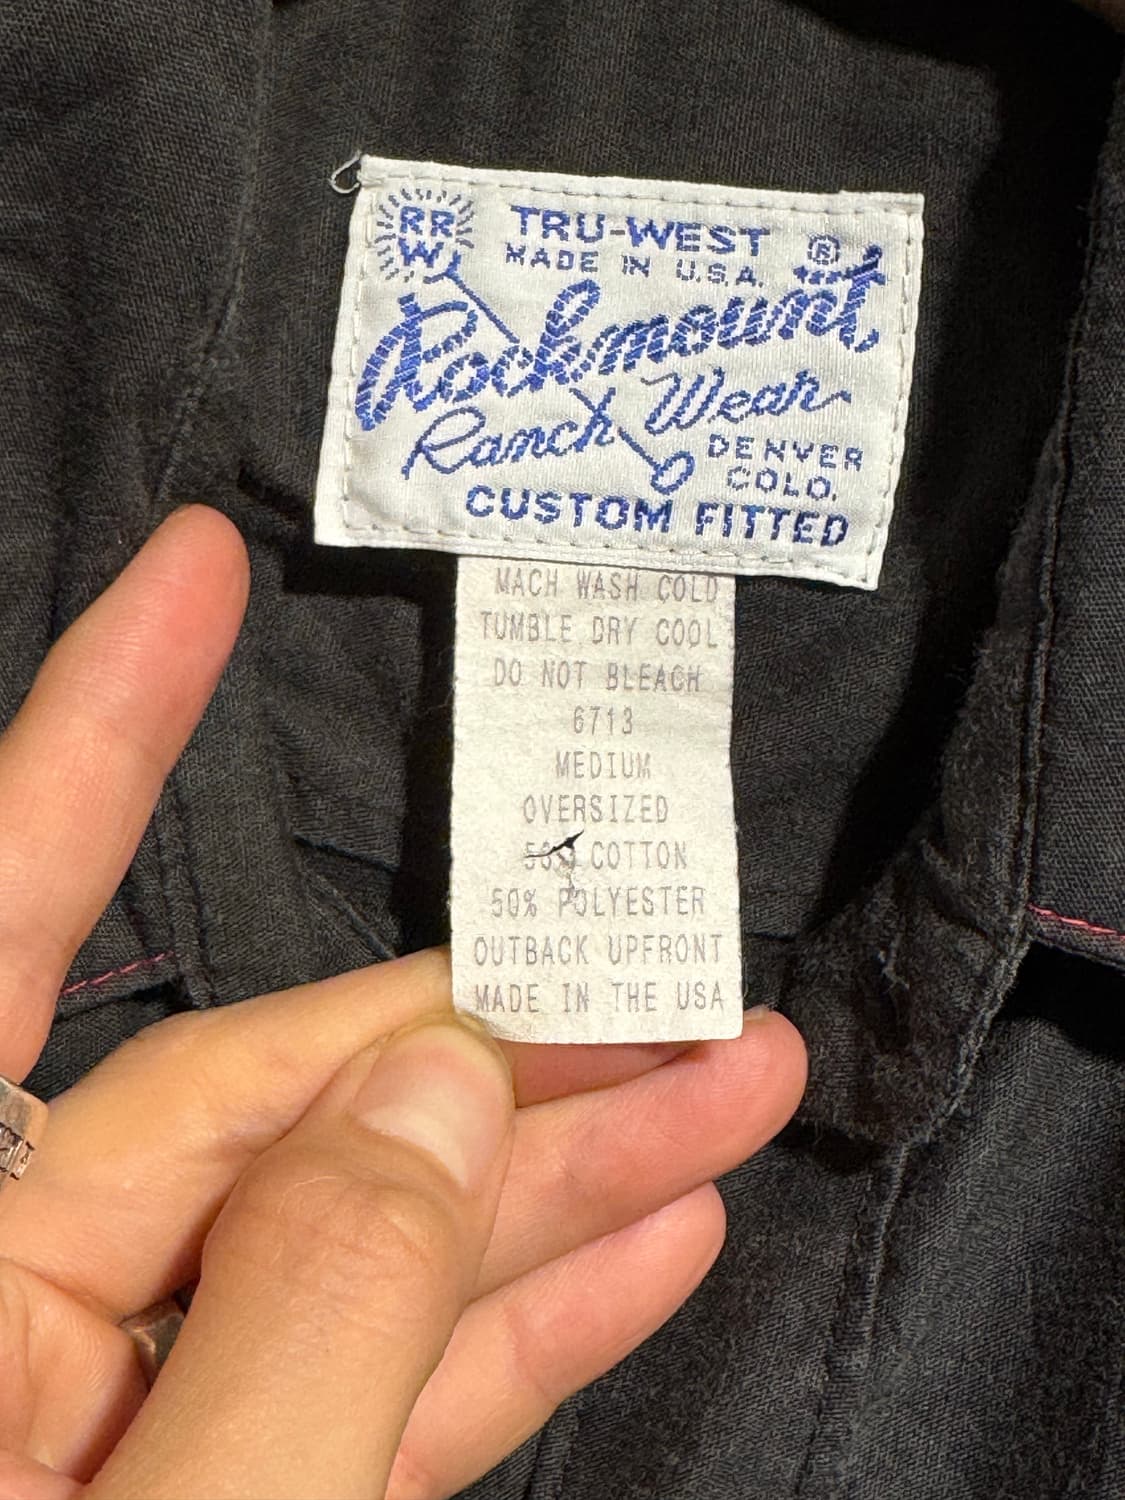 RR
W
TRU-WEST
MADE IN U.S.A.
®
Rockmount
Ranch Wear
DENVER
COLO.
CUSTOM FITTED
MACH WASH COLD
TUMBLE DRY COOL
DO NOT BLEACH
6713
MEDIUM
OVERSIZED
COTTON
50% POLYESTER
OUTBACK UPFRONT
MADE IN THE USA